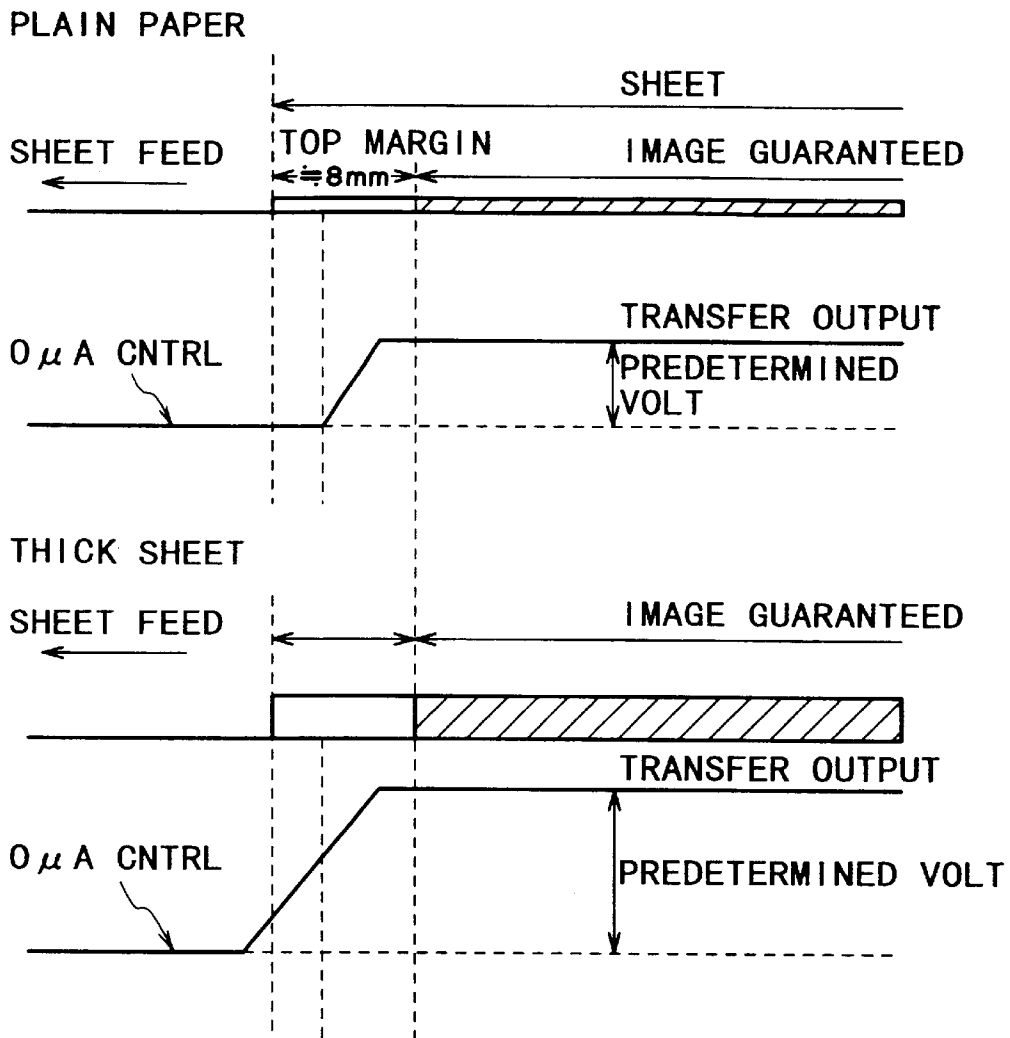 PLAIN PAPER
SHEET
SHEET FEED
TOP MARGIN
≒8mm
IMAGE GUARANTEED
TRANSFER OUTPUT
0μA CNTRL
PREDETERMINED
VOLT
THICK SHEET
SHEET FEED
IMAGE GUARANTEED
TRANSFER OUTPUT
0μA CNTRL
PREDETERMINED VOLT